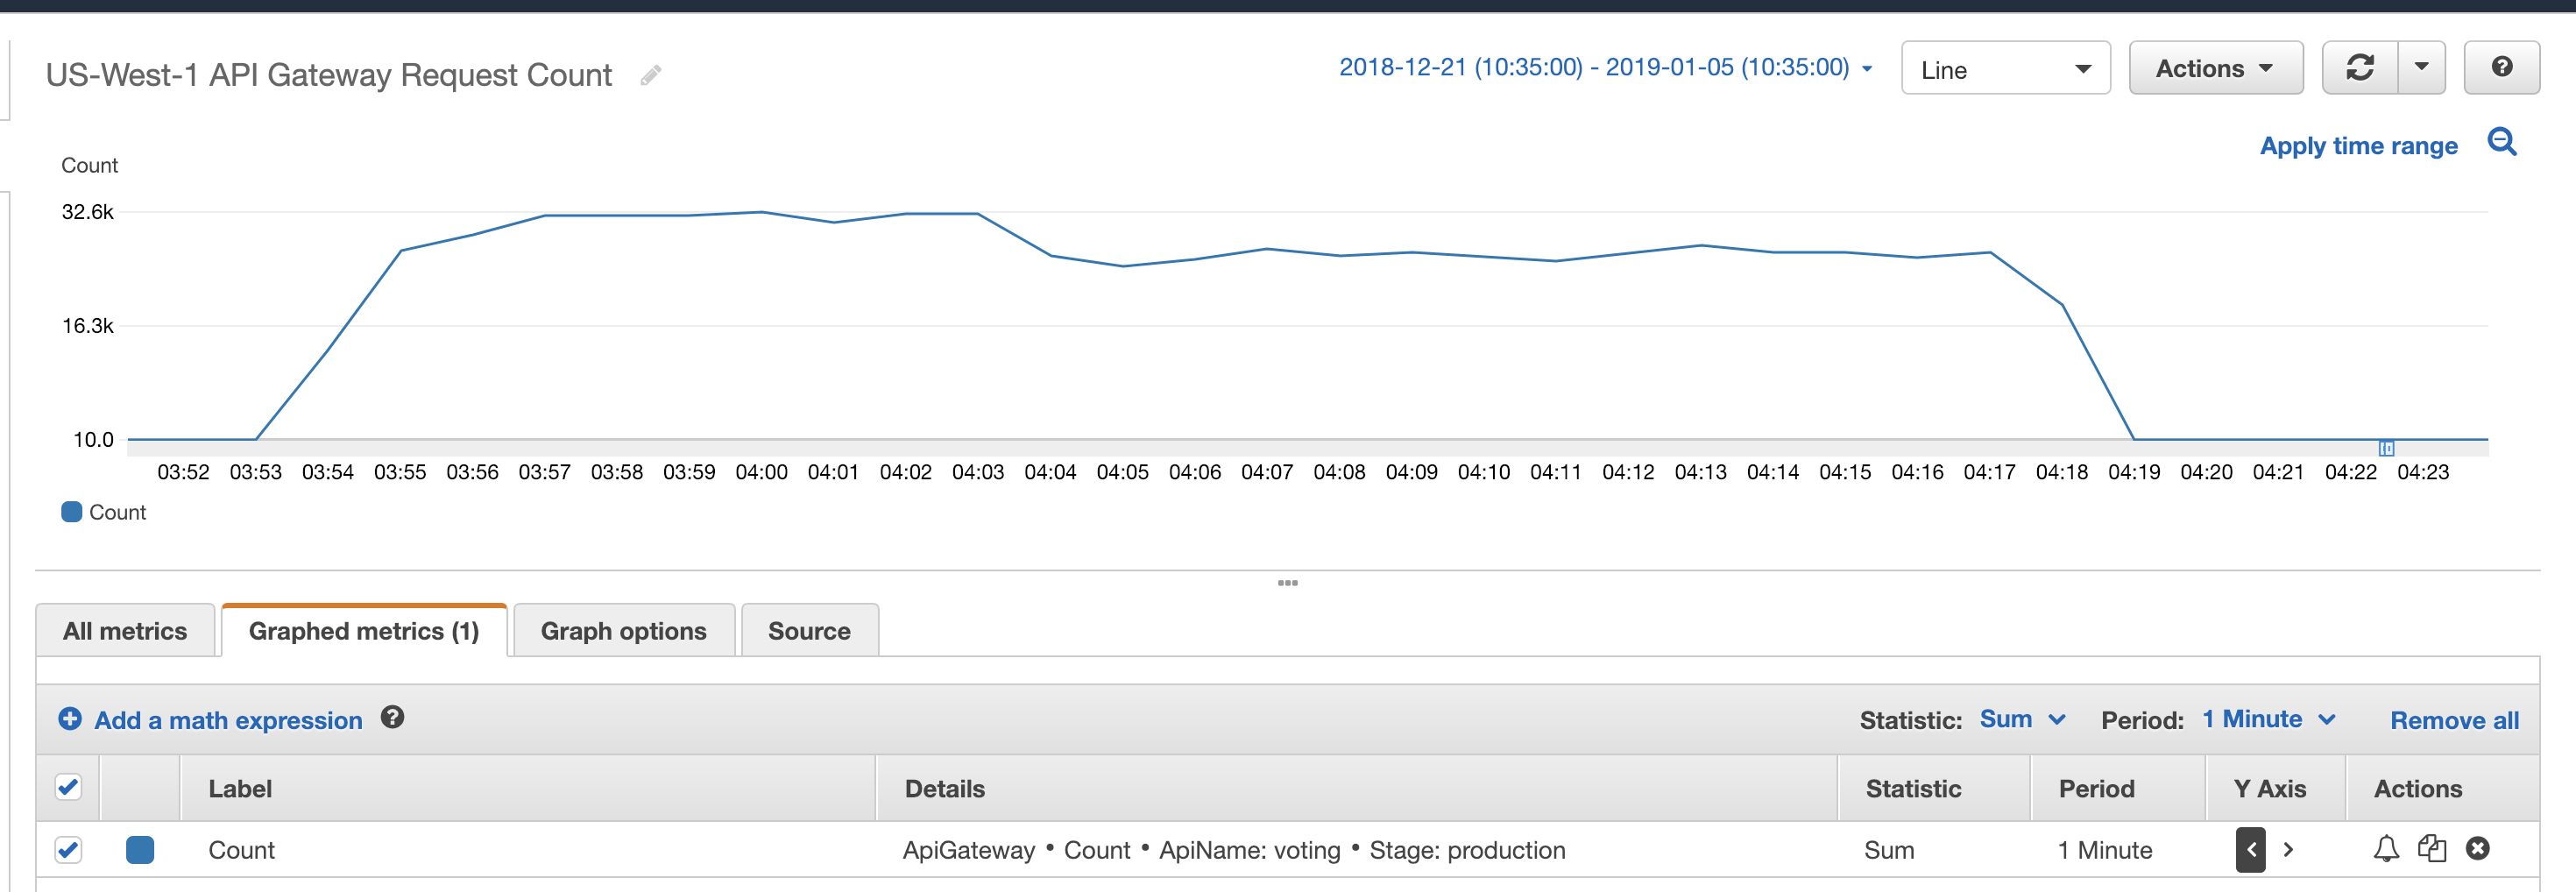 US-West-1 API Gateway Request Count
2018-12-21 (10:35:00) - 2019-01-05 (10:35:00)
Line
Actions
Apply time range
Count
32.6k
16.3k
10.0
03:52 03:53 03:54 03:55 03:56 03:57 03:58 03:59 04:00 04:01 04:02 04:03 04:04 04:05 04:06 04:07 04:08 04:09 04:10 04:11 04:12 04:13 04:14 04:15 04:16 04:17 04:18 04:19 04:20 04:21 04:22 04:23
Count
All metrics
Graphed metrics (1)
Graph options
Source
Add a math expression
Statistic: Sum
Period: 1 Minute
Remove all
Label Details Statistic Period Y Axis Actions
Count ApiGateway • Count • ApiName: voting • Stage: production Sum 1 Minute